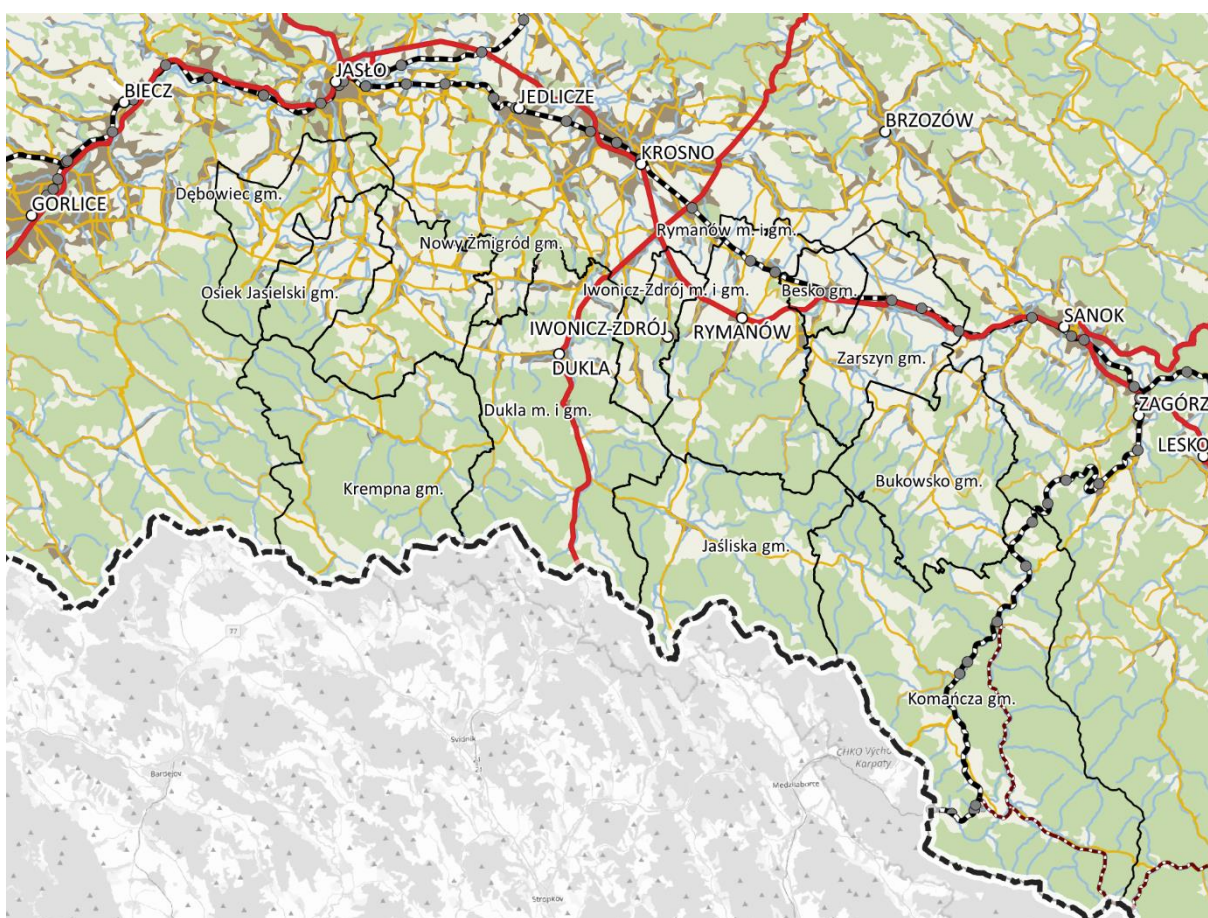 JASŁO
BIECZ
JEDLICZE
BRZOZÓW
KROSNO
Dębowiec gm.
GORLICE
Rymanów m. i gm.
Nowy Żmigród gm.
Osiek Jasielski gm.
Iwonicz-Zdrój m. i gm.
Besko gm.
SANOK
RYMANÓW
IWONICZ-ZDRÓJ
Zarszyn gm.
DUKLA
ZAGÓRZ
Dukla m. i gm.
LESKO
Krempna gm.
Bukowsko gm.
Jaśliska gm.
77
Komańcza gm.
Svidník
CHKO Výcho
Karpaty
Bardejov
Medzilaborce
Stropkov